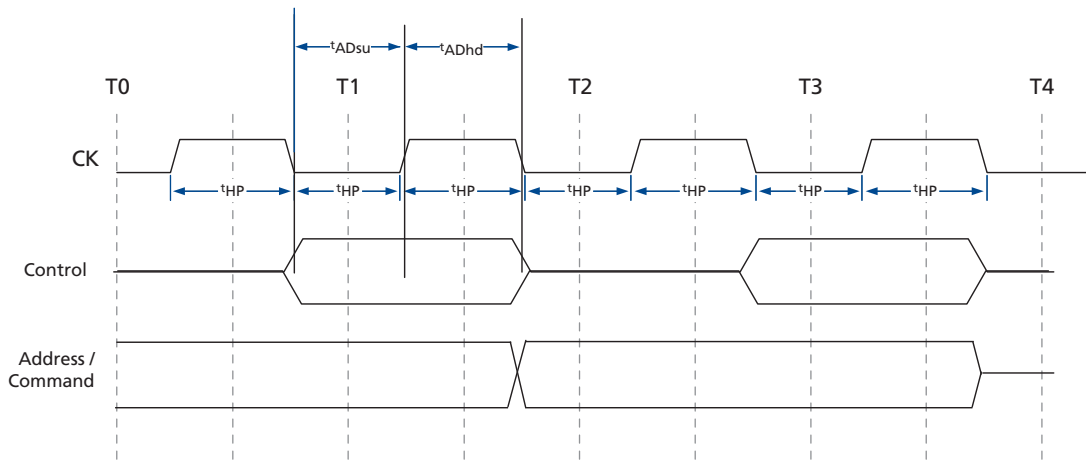 tADsu tADhd
T0 T1 T2 T3 T4
CK
tHP tHP tHP tHP tHP tHP tHP
Control
Address /
Command